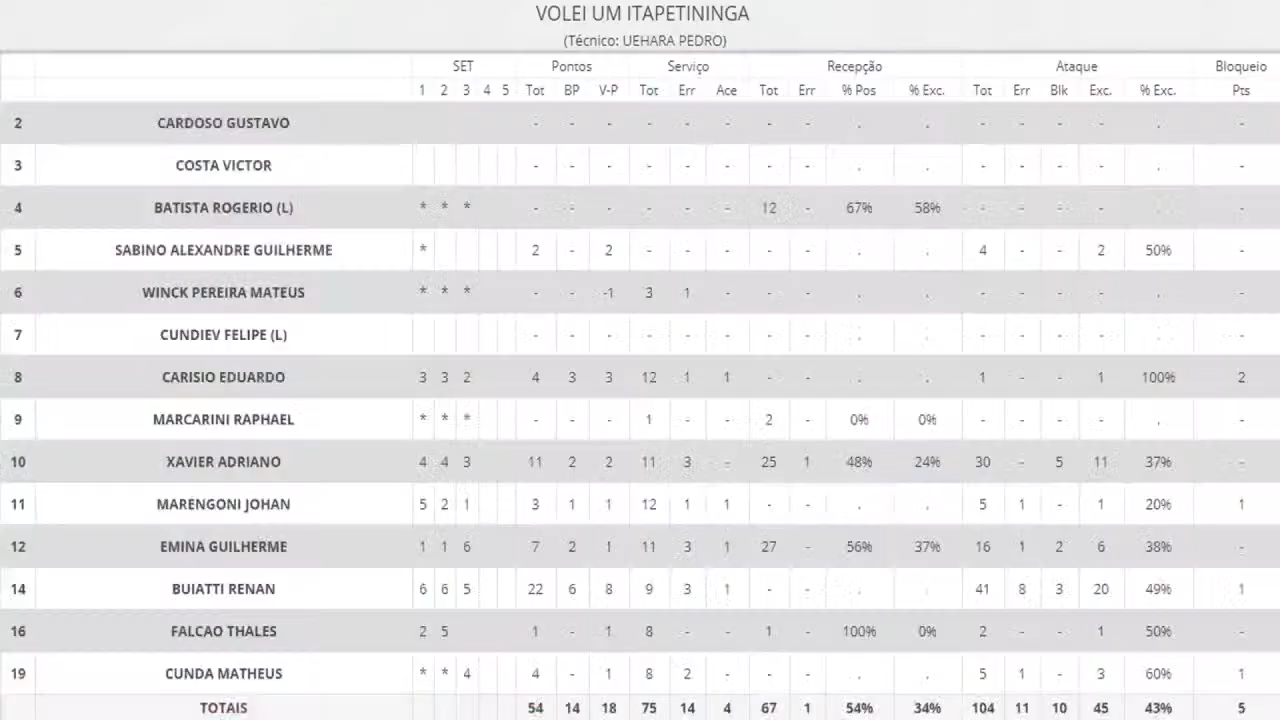 VOLEI UM ITAPETININGA
(Técnico: UEHARA PEDRO)
SET Pontos Serviço Recepção Ataque Bloqueio
1 2 3 4 5 Tot BP V-P Tot Err Ace Tot Err % Pos % Exc. Tot Err Blk Exc. % Exc. Pts
2 CARDOSO GUSTAVO - - - - - - - - . . - - - - . -
3 COSTA VICTOR - - - - - - - - . . - - - - . -
4 BATISTA ROGERIO (L) * * * - - - - - - 12 - 67% 58% - - - - . -
5 SABINO ALEXANDRE GUILHERME * 2 - 2 - - - - - . . 4 - - 2 50% -
6 WINCK PEREIRA MATEUS * * * - - -1 3 1 - - - . . - - - - . -
7 CUNDIEV FELIPE (L) - - - - - - - - . . - - - - . -
8 CARISIO EDUARDO 3 3 2 4 3 3 12 1 1 - - . . 1 - - 1 100% 2
9 MARCARINI RAPHAEL * * * - - - 1 - - 2 - 0% 0% - - - - . -
10 XAVIER ADRIANO 4 4 3 11 2 2 11 3 - 25 1 48% 24% 30 - 5 11 37% -
11 MARENGONI JOHAN 5 2 1 3 1 1 12 1 1 - - . . 5 1 - 1 20% 1
12 EMINA GUILHERME 1 1 6 7 2 1 11 3 1 27 - 56% 37% 16 1 2 6 38% -
14 BUIATTI RENAN 6 6 5 22 6 8 9 3 1 - - . . 41 8 3 20 49% 1
16 FALCAO THALES 2 5 1 - 1 8 - - 1 - 100% 0% 2 - - 1 50% -
19 CUNDA MATHEUS * * 4 4 - 1 8 2 - - - . . 5 1 - 3 60% 1
TOTAIS 54 14 18 75 14 4 67 1 54% 34% 104 11 10 45 43% 5